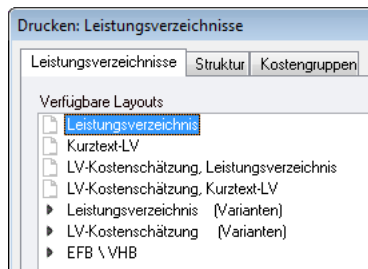 Drucken: Leistungsverzeichnisse
Leistungsverzeichnisse Struktur Kostengruppen
Verfügbare Layouts
Leistungsverzeichnis
Kurztext-LV
LV-Kostenschätzung, Leistungsverzeichnis
LV-Kostenschätzung, Kurztext-LV
Leistungsverzeichnis (Varianten)
LV-Kostenschätzung (Varianten)
EFB \ VHB